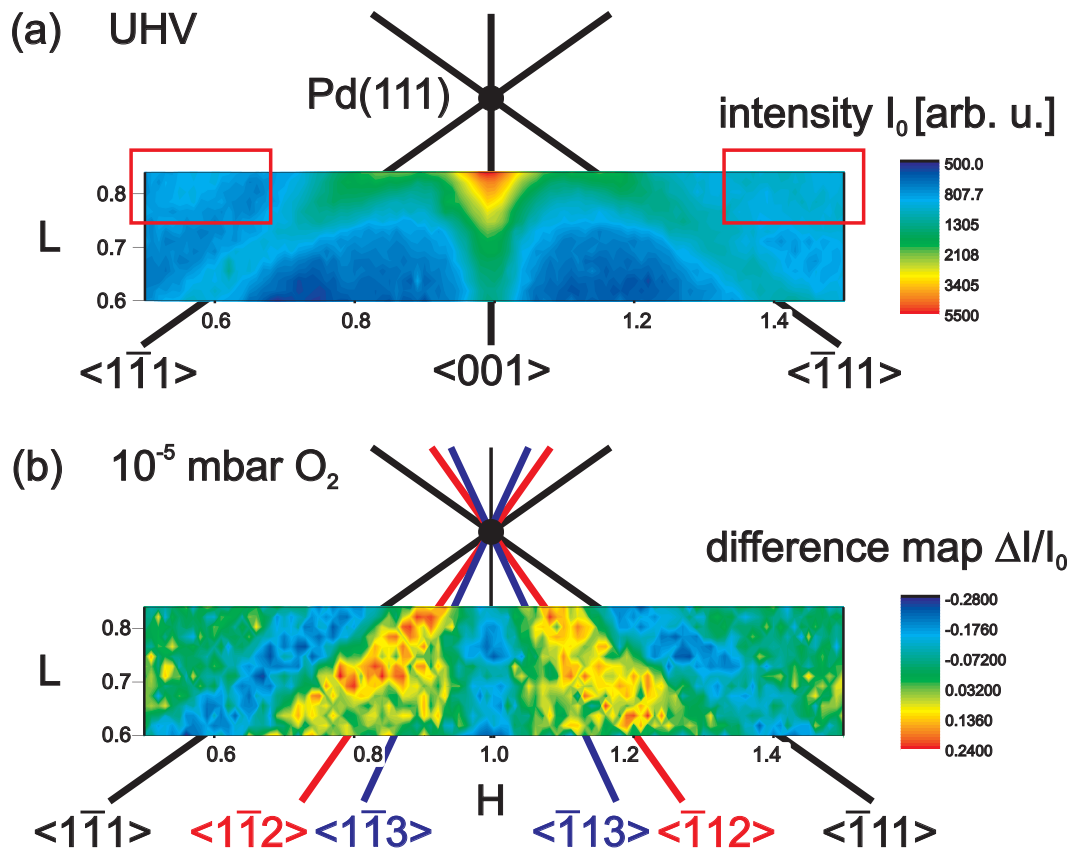 (a) UHV
Pd(111)
intensity I₀ [arb. u.]
500.0
807.7
1305
2108
3405
5500
L
0.8
0.7
0.6
0.6 0.8 1.2 1.4
<11̅1> <001> <1̅11>
(b) 10⁻⁵ mbar O₂
difference map ΔI/I₀
-0.2800
-0.1760
-0.07200
0.03200
0.1360
0.2400
L
0.8
0.7
0.6
0.6 0.8 1.0 1.2 1.4
H
<11̅1> <11̅2> <11̅3> <1̅13> <1̅12> <1̅11>